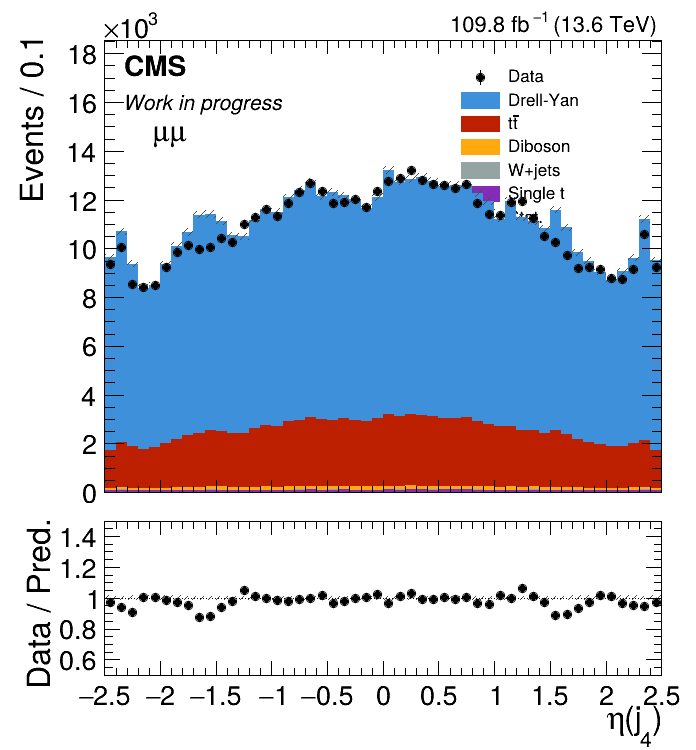 ×10³
109.8 fb⁻¹ (13.6 TeV)
Events / 0.1
18
16
14
12
10
8
6
4
2
0
CMS
Work in progress
μμ
Data
Drell-Yan
tt̅
Diboson
W+jets
Single t
Data / Pred.
1.4
1.2
1
0.8
0.6
−2.5 −2 −1.5 −1 −0.5 0 0.5 1 1.5 2 2.5
η(j₄)